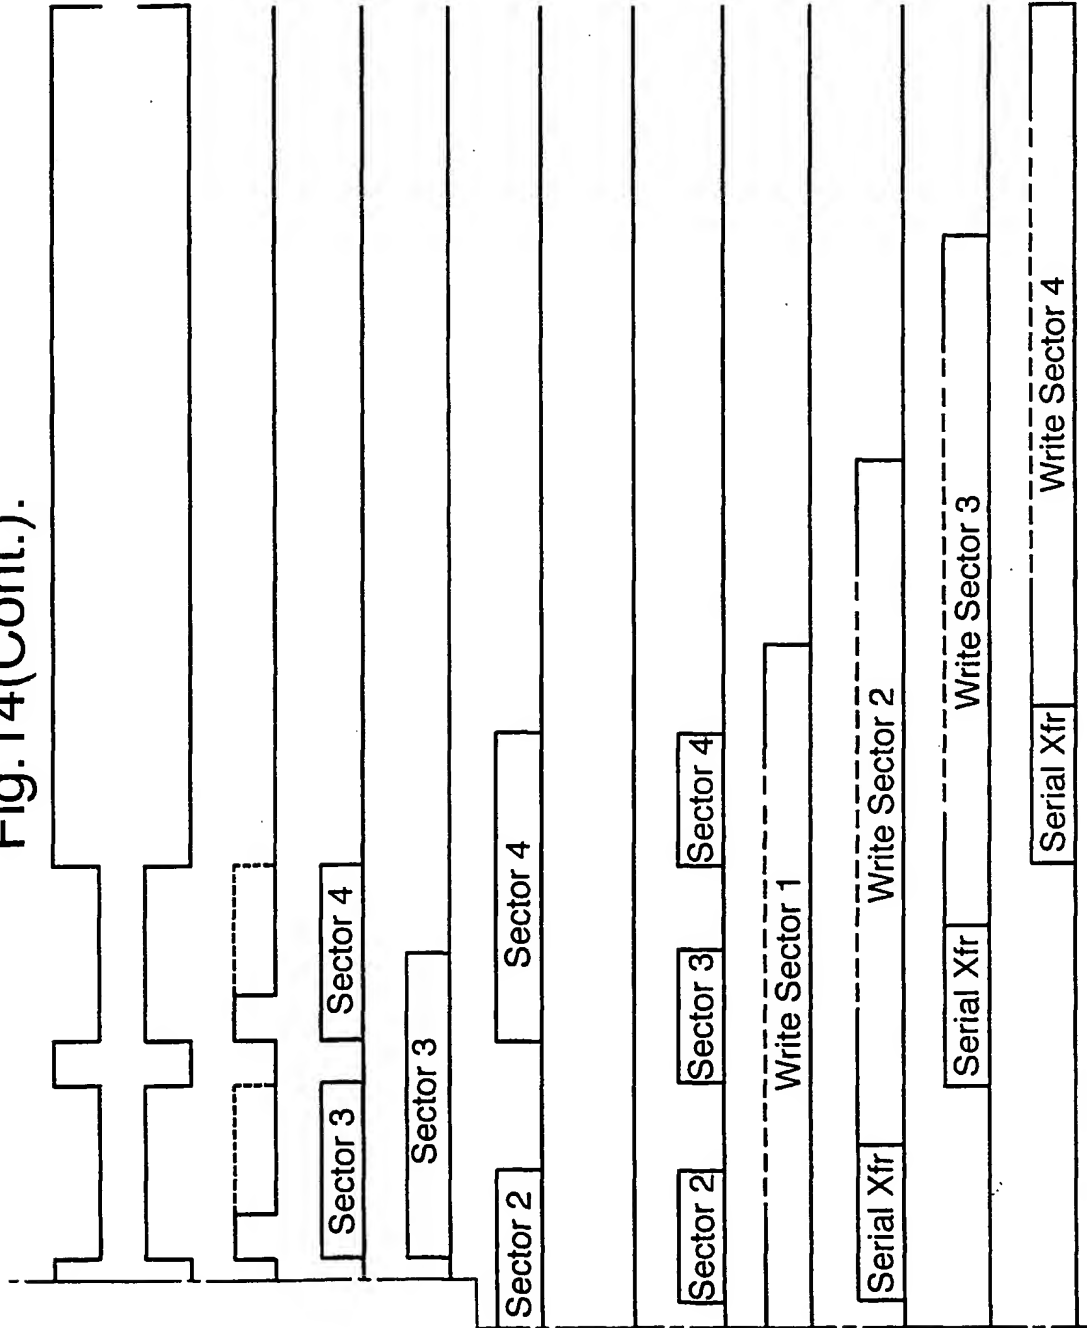 Fig.14(Cont.).
Sector 3 Sector 4
Sector 3
Sector 2 Sector 4
Sector 2 Sector 3 Sector 4
Write Sector 1
Serial Xfr Write Sector 2
Serial Xfr Write Sector 3
Serial Xfr Write Sector 4